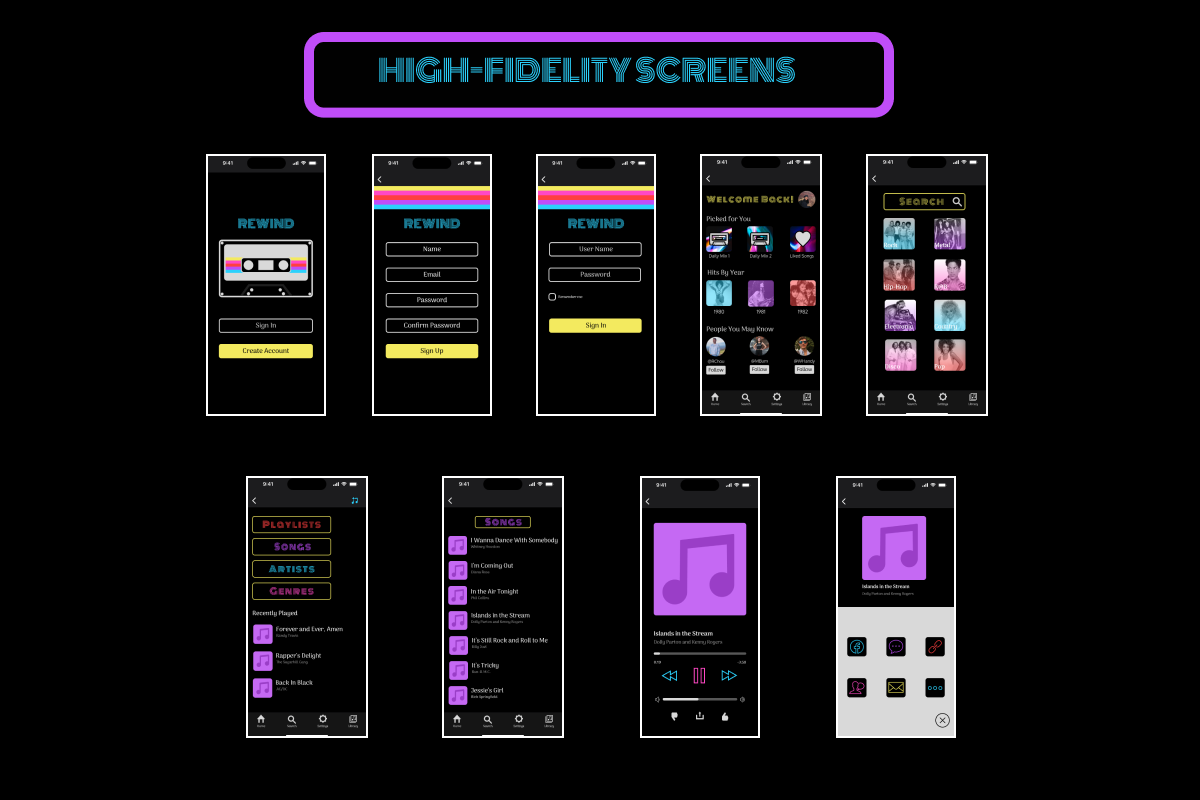 HIGH-FIDELITY SCREENS
9:41
REWIND
Sign In
Create Account
9:41
REWIND
Name
Email
Password
Confirm Password
Sign Up
9:41
REWIND
User Name
Password
Remember me
Sign In
9:41
Welcome Back!
Picked for You
Daily Mix 1
Daily Mix 2
Liked Songs
Hits By Year
1980
1981
1982
People You May Know
@RChou
@MBam
@WHandy
Follow
Follow
Follow
Home
Search
Settings
Library
9:41
Search
Rock
Metal
Hip-Hop
R&B
Electronic
Country
Disco
Pop
Home
Search
Settings
Library
9:41
Playlists
Songs
Artists
Genres
Recently Played
Forever and Ever, Amen
Randy Travis
Rapper's Delight
The Sugarhill Gang
Back In Black
AC/DC
Home
Search
Settings
Library
9:41
Songs
I Wanna Dance With Somebody
Whitney Houston
I'm Coming Out
Diana Ross
In the Air Tonight
Phil Collins
Islands in the Stream
Dolly Parton and Kenny Rogers
It's Still Rock and Roll to Me
Billy Joel
It's Tricky
Run D.M.C.
Jessie's Girl
Rick Springfield
Home
Search
Settings
Library
9:41
Islands in the Stream
Dolly Parton and Kenny Rogers
0:19
-3:50
9:41
Islands in the Stream
Dolly Parton and Kenny Rogers